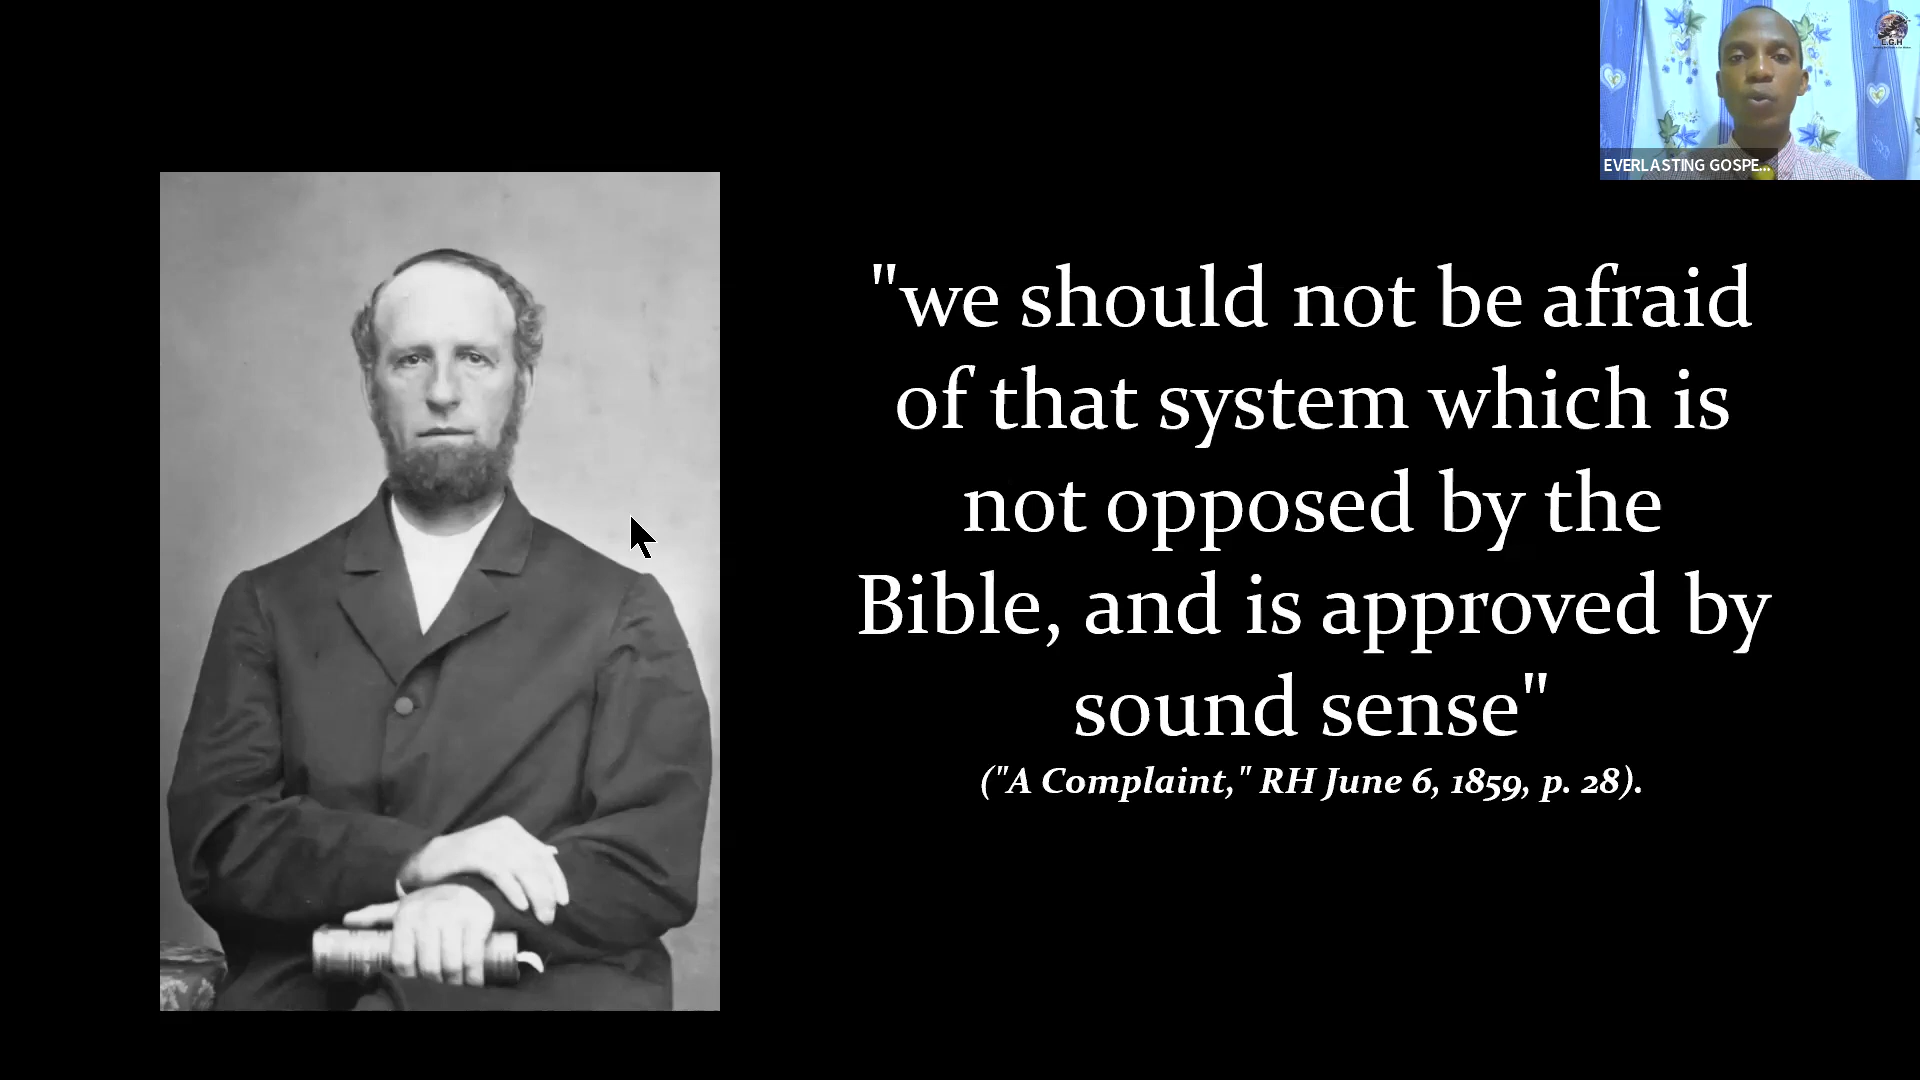 E.G.H
EVERLASTING GOSPE...
"we should not be afraid
of that system which is
not opposed by the
Bible, and is approved by
sound sense"
("A Complaint," RH June 6, 1859, p. 28).